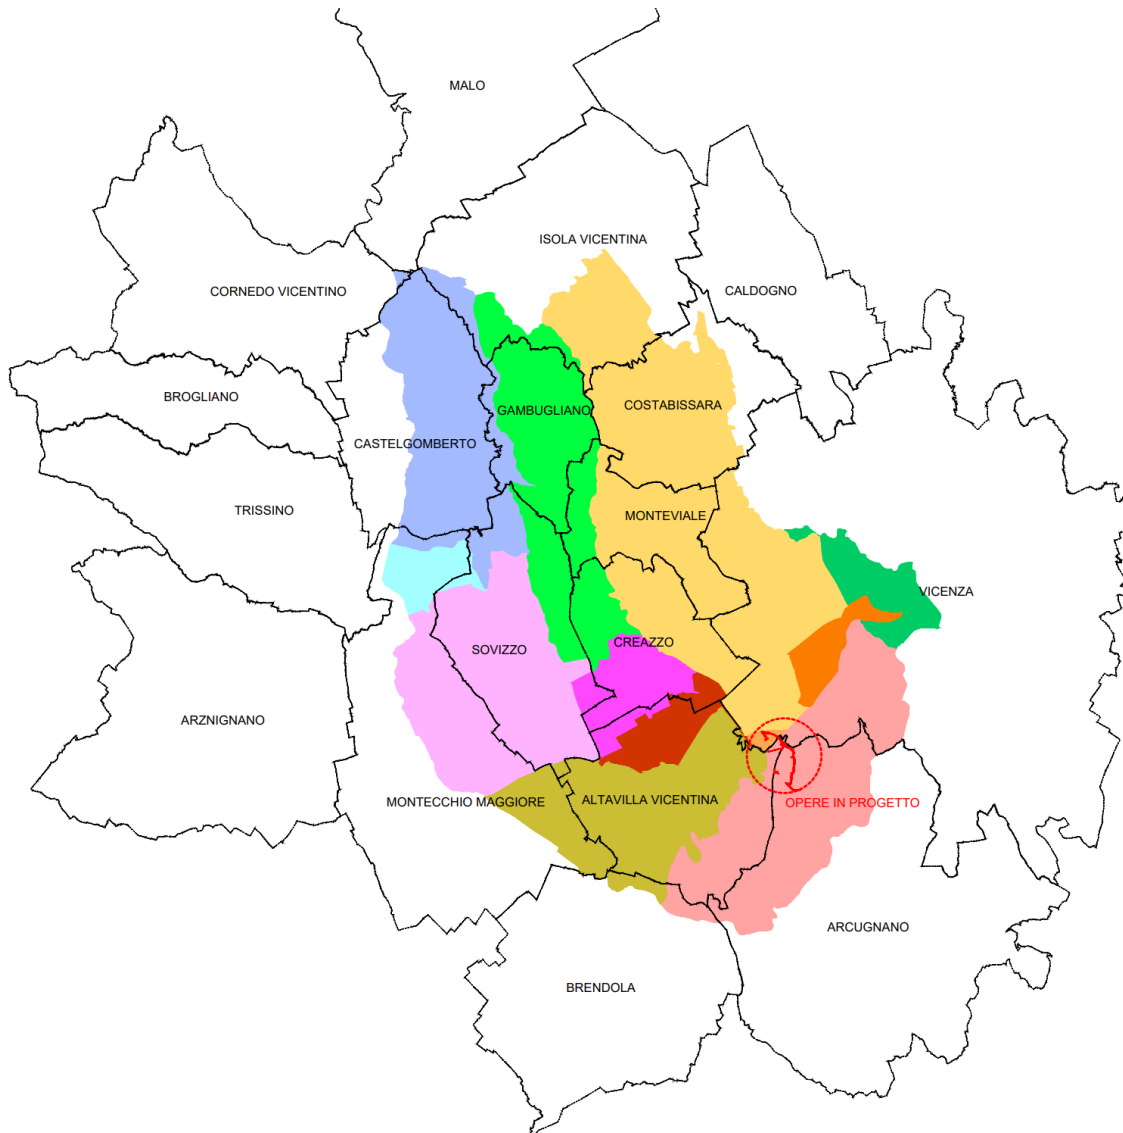 MALO
ISOLA VICENTINA
CORNEDO VICENTINO
CALDOGNO
BROGLIANO
GAMBUGLIANO
COSTABISSARA
CASTELGOMBERTO
TRISSINO
MONTEVIALE
VICENZA
SOVIZZO
CREAZZO
ARZNIGNANO
MONTECCHIO MAGGIORE
ALTAVILLA VICENTINA
OPERE IN PROGETTO
ARCUGNANO
BRENDOLA